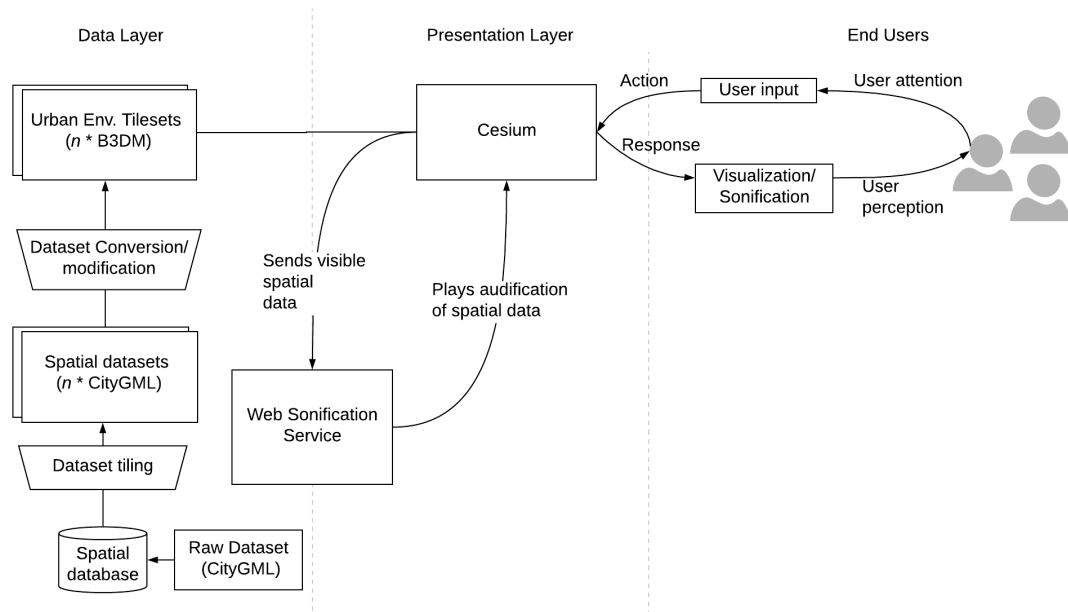 Data Layer
Presentation Layer
End Users
Urban Env. Tilesets
(n * B3DM)
Cesium
Action
User input
User attention
Response
Visualization/
Sonification
User
perception
Dataset Conversion/
modification
Sends visible
spatial
data
Plays audification
of spatial data
Spatial datasets
(n * CityGML)
Web Sonification
Service
Dataset tiling
Spatial
database
Raw Dataset
(CityGML)